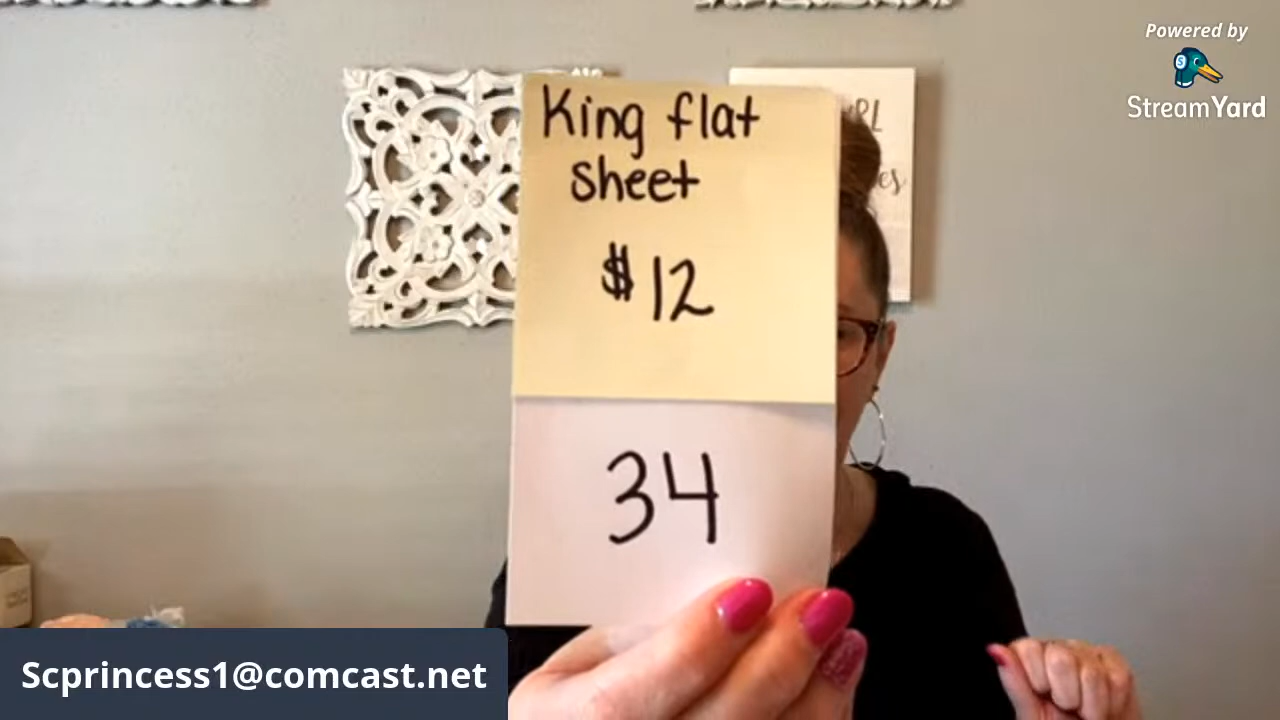 Powered by
StreamYard
King flat
sheet
$12
34
Scprincess1@comcast.net